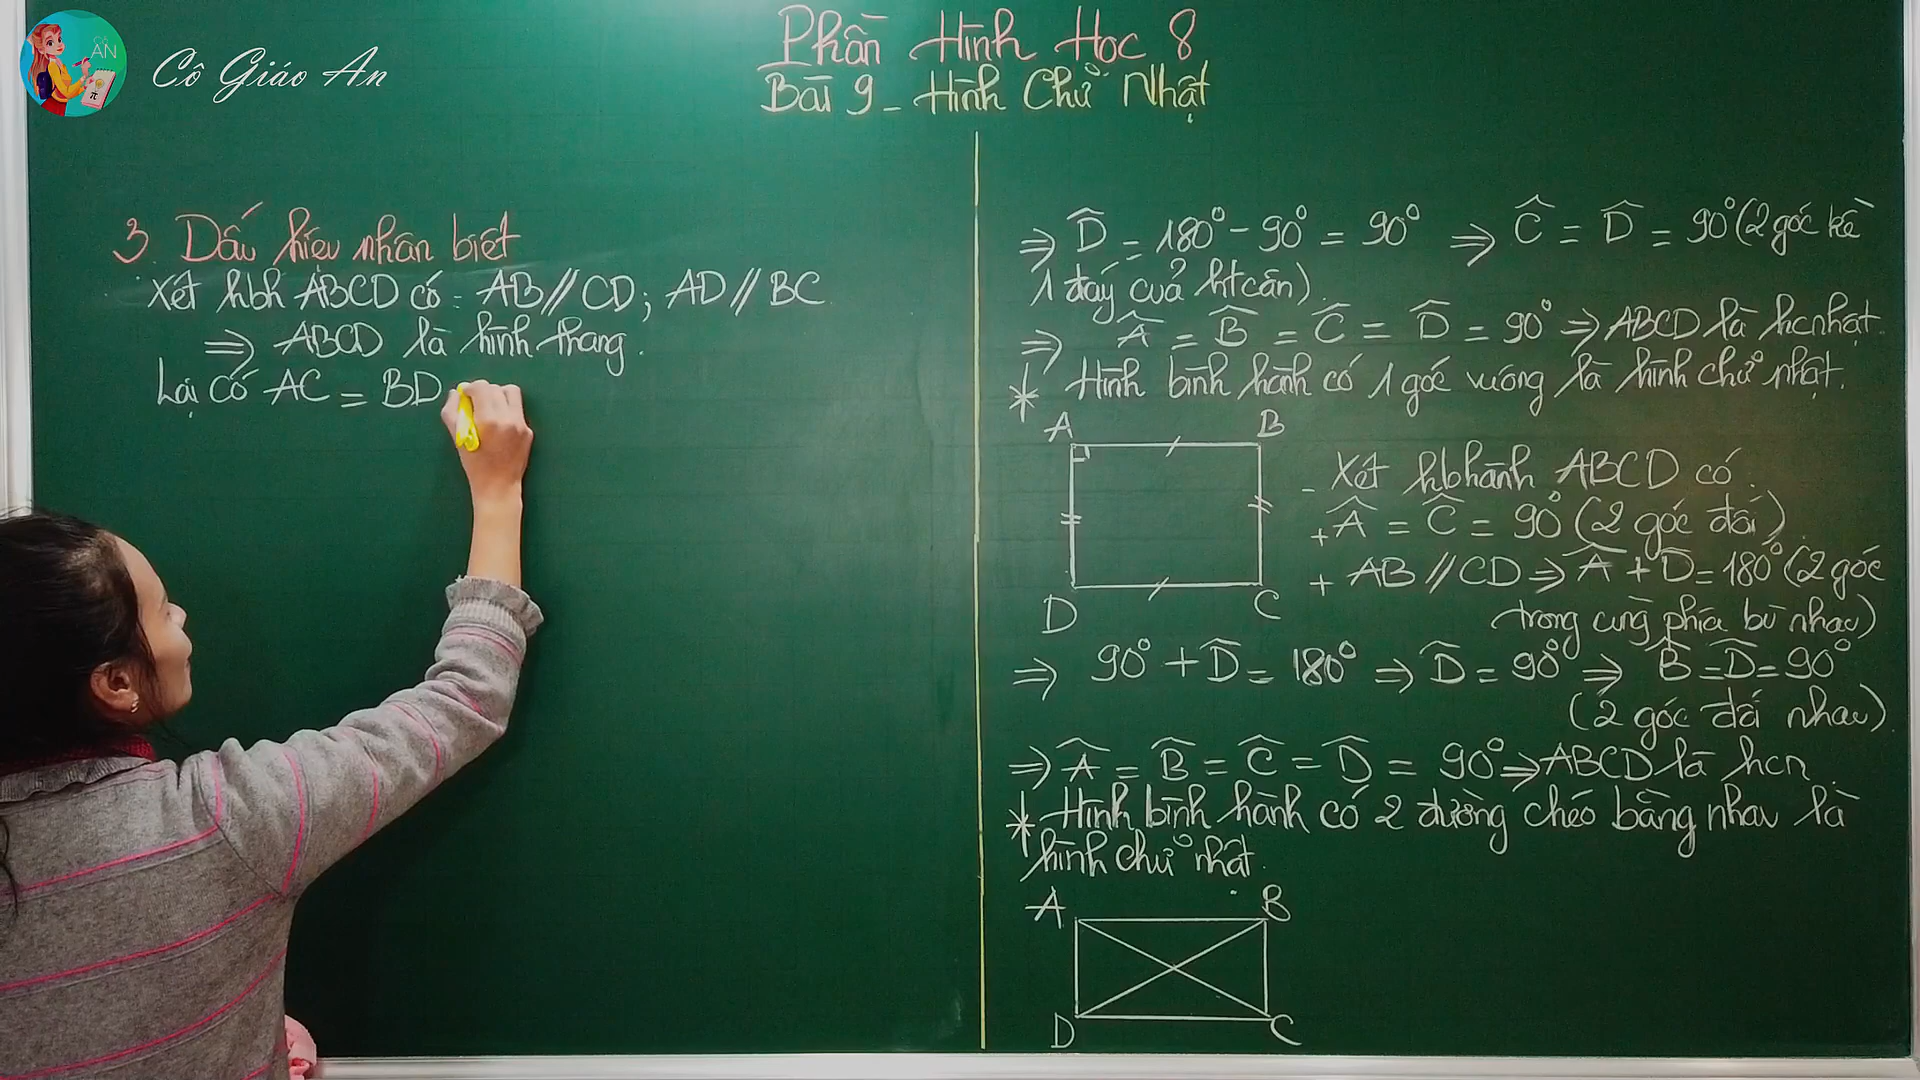 AN
Cô Giáo An
Phần Hình Học 8
Bài 9 - Hình Chữ Nhật
3. Dấu hiệu nhận biết
Xét hbh ABCD có: AB // CD; AD // BC
⇒ ABCD là hình thang.
Lại có AC = BD
⇒ D̂ = 180° - 90° = 90° ⇒ Ĉ = D̂ = 90° (2 góc kề
1 đáy của ht cân).
⇒ Â = B̂ = Ĉ = D̂ = 90° ⇒ ABCD là hcnhật.
* Hình bình hành có 1 góc vuông là hình chữ nhật.
A B
D C
- Xét hbhành ABCD có:
+ Â = Ĉ = 90° (2 góc đối)
+ AB // CD ⇒ Â + D̂ = 180° (2 góc
trong cùng phía bù nhau)
⇒ 90° + D̂ = 180° ⇒ D̂ = 90° ⇒ B̂ = D̂ = 90°
(2 góc đối nhau)
⇒ Â = B̂ = Ĉ = D̂ = 90° ⇒ ABCD là hcn.
* Hình bình hành có 2 đường chéo bằng nhau là
hình chữ nhật.
A B
D C